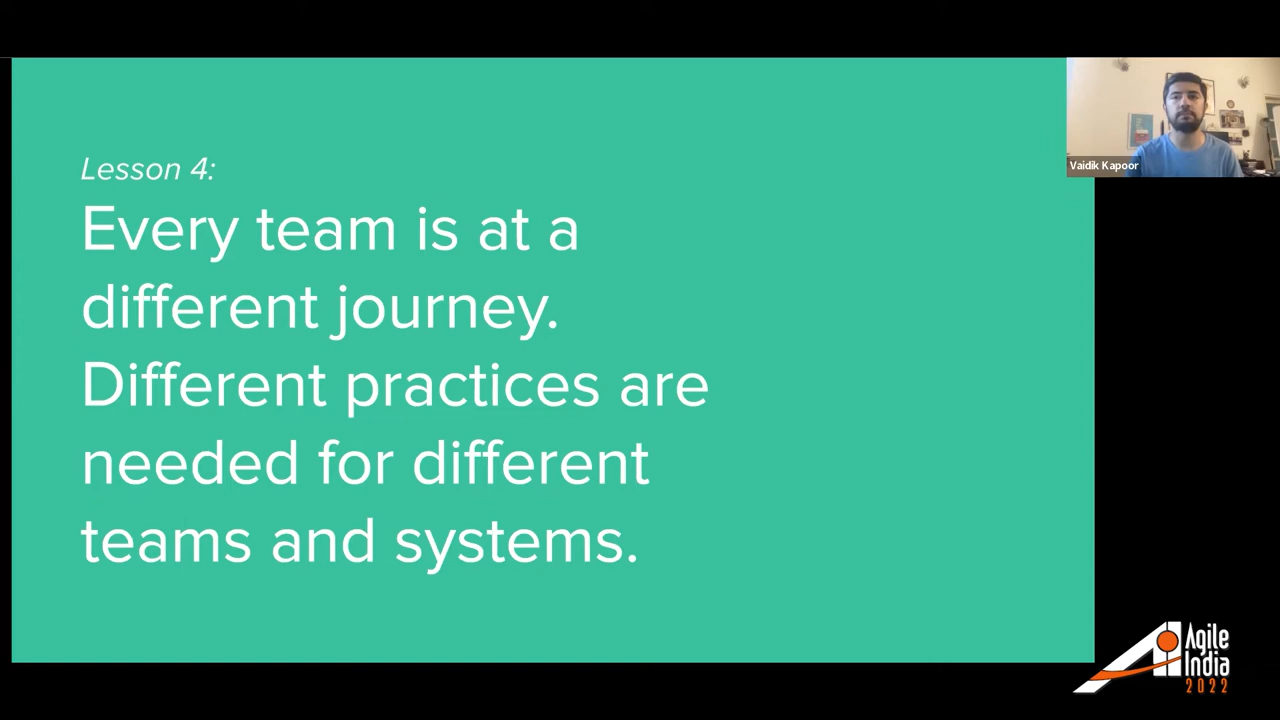 Lesson 4:
Every team is at a
different journey.
Different practices are
needed for different
teams and systems.
Vaidik Kapoor
Agile
India
2022